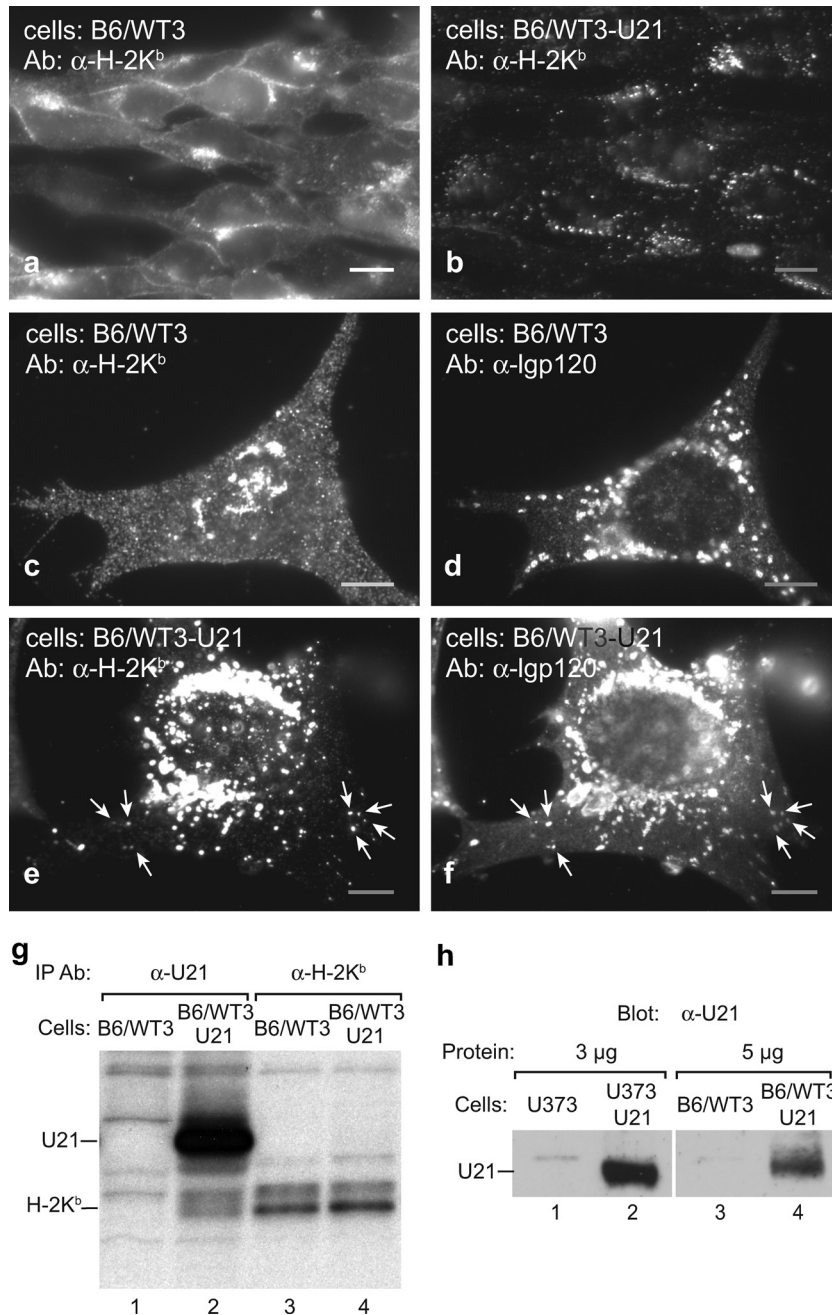 cells: B6/WT3
Ab: α-H-2Kᵇ
a
cells: B6/WT3-U21
Ab: α-H-2Kᵇ
b
cells: B6/WT3
Ab: α-H-2Kᵇ
c
cells: B6/WT3
Ab: α-lgp120
d
cells: B6/WT3-U21
Ab: α-H-2Kᵇ
e
cells: B6/WT3-U21
Ab: α-lgp120
f
g
IP Ab: α-U21 α-H-2Kᵇ
Cells: B6/WT3 B6/WT3 U21 B6/WT3 B6/WT3 U21
U21
H-2Kᵇ
1 2 3 4
h
Blot: α-U21
Protein: 3 µg 5 µg
Cells: U373 U373 U21 B6/WT3 B6/WT3 U21
U21
1 2 3 4